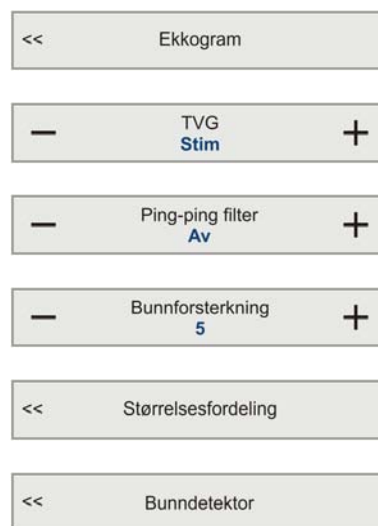 << Ekkogram
TVG
Stim
Ping-ping filter
Av
Bunnforsterkning
5
<< Størrelsesfordeling
<< Bunndetektor